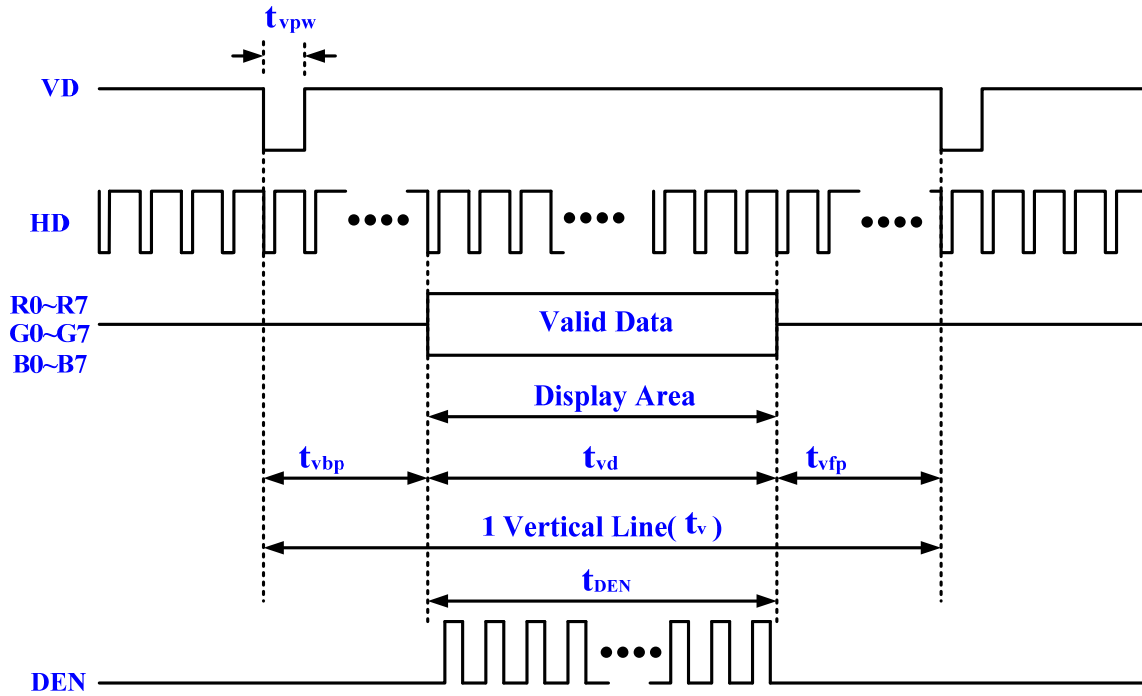 tvpw
VD
HD
R0~R7
G0~G7
B0~B7
Valid Data
Display Area
tvbp
tvd
tvfp
1 Vertical Line( tv )
tDEN
DEN